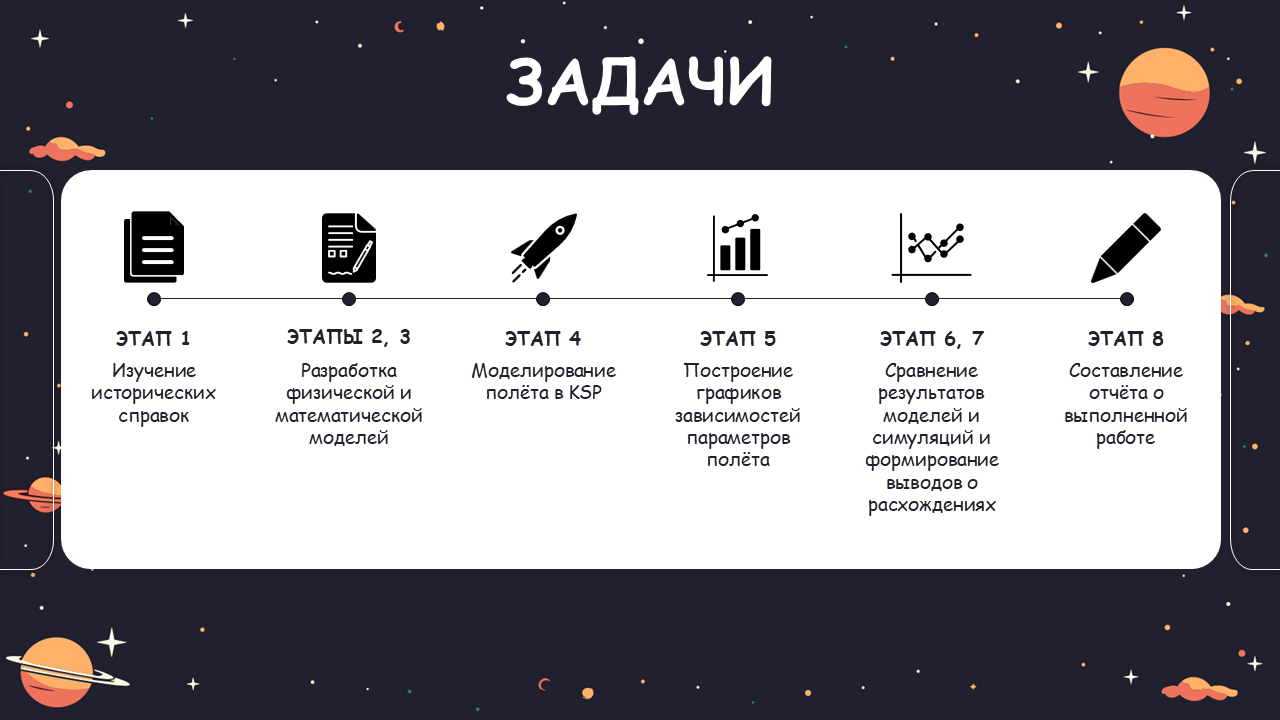 ЗАДАЧИ
ЭТАП 1
Изучение
исторических
справок
ЭТАПЫ 2, 3
Разработка
физической и
математической
моделей
ЭТАП 4
Моделирование
полёта в KSP
ЭТАП 5
Построение
графиков
зависимостей
параметров
полёта
ЭТАП 6, 7
Сравнение
результатов
моделей и
симуляций и
формирование
выводов о
расхождениях
ЭТАП 8
Составление
отчёта о
выполненной
работе